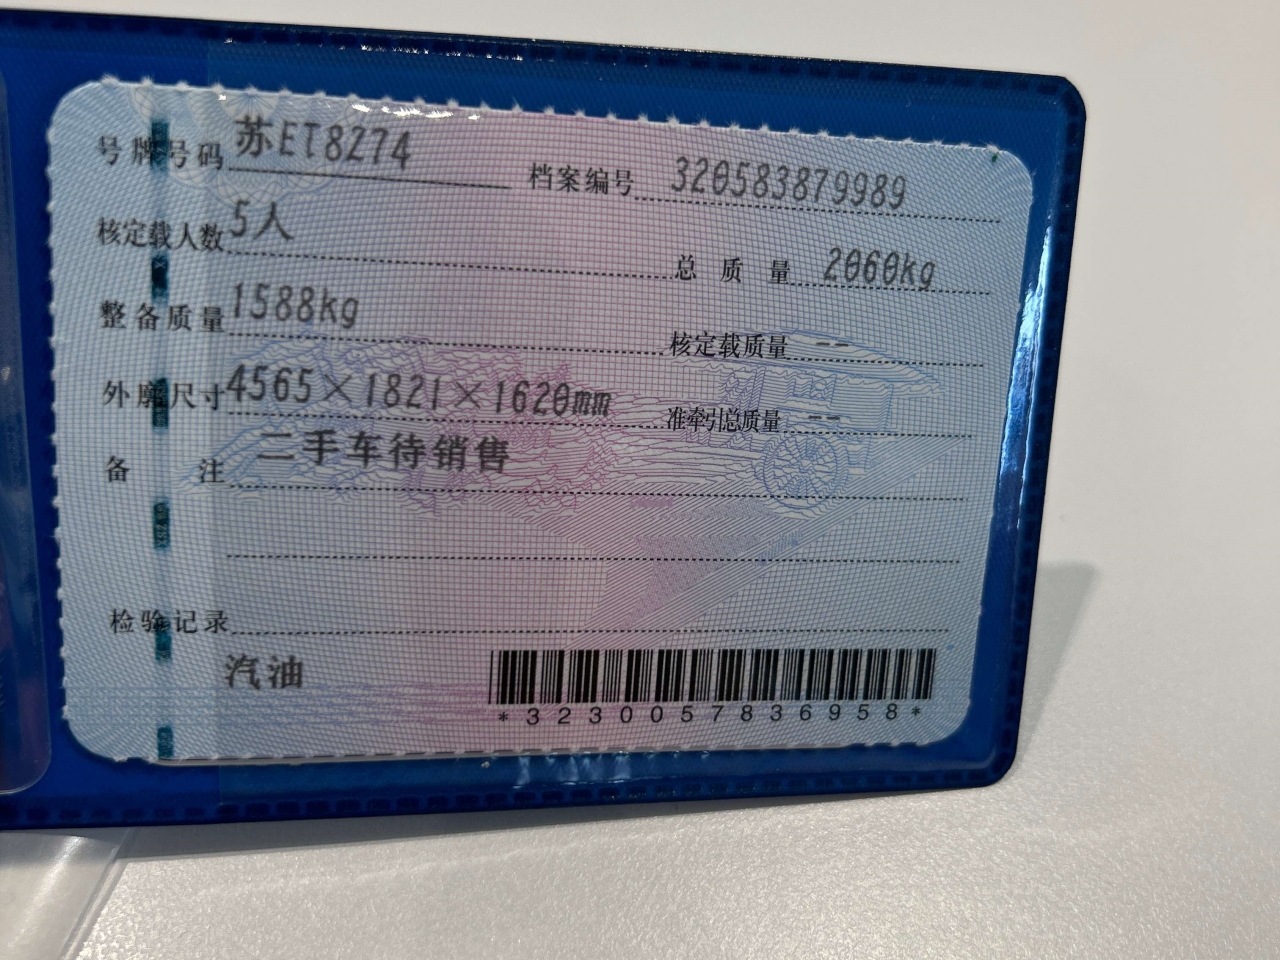 号牌号码 苏ET8Z74 档案编号 320583879989
核定载人数 5人 总质量 2060kg
整备质量 1588kg 核定载质量 --
外廓尺寸 4565×1821×1620mm 准牵引总质量 --
备注 二手车待销售
检验记录
汽油
*3230057836958*